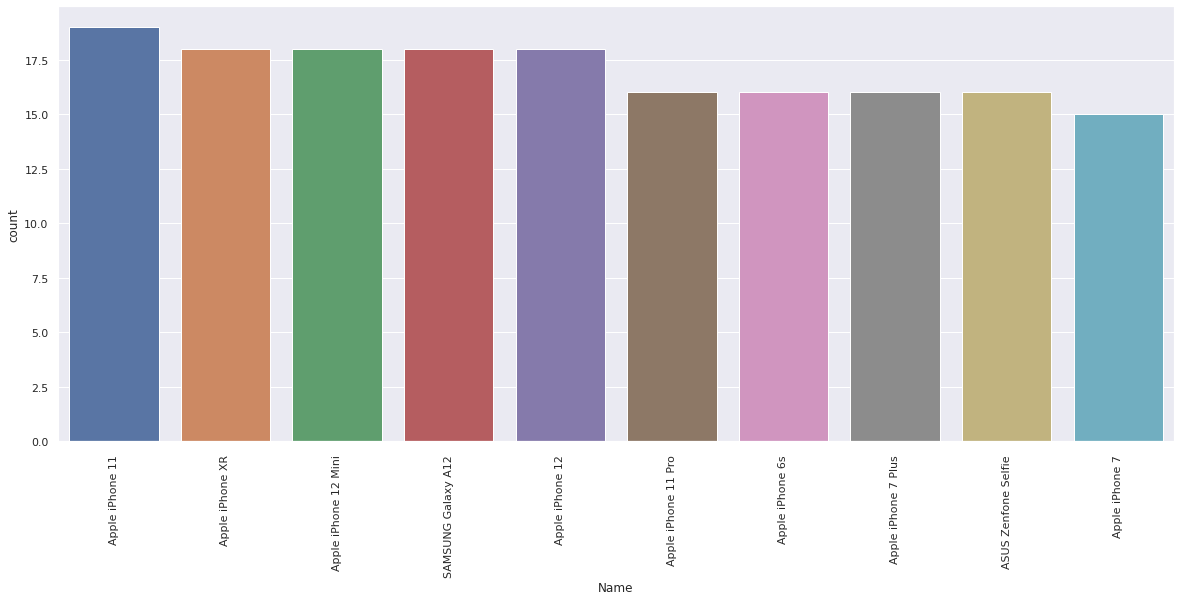 17.5
15.0
12.5
10.0
7.5
5.0
2.5
0.0
count
Apple iPhone 11
Apple iPhone XR
Apple iPhone 12 Mini
SAMSUNG Galaxy A12
Apple iPhone 12
Apple iPhone 11 Pro
Apple iPhone 6s
Apple iPhone 7 Plus
ASUS Zenfone Selfie
Apple iPhone 7
Name